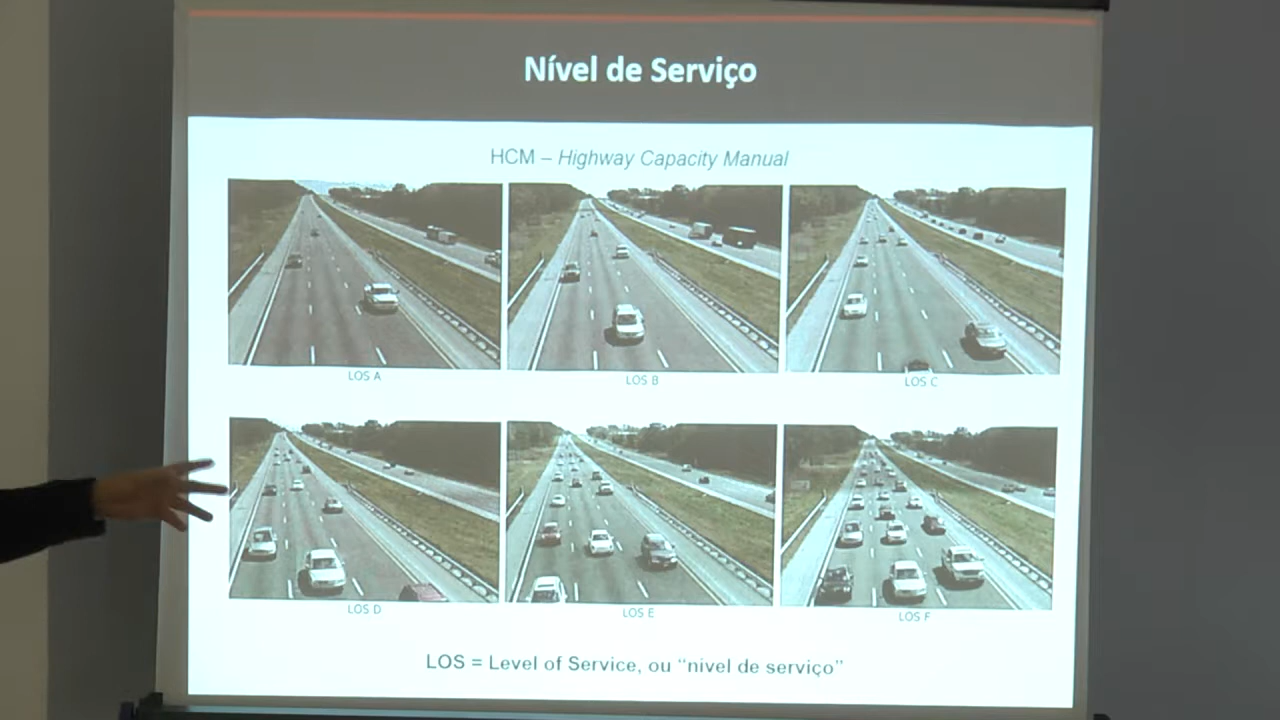 Nível de Serviço
HCM – Highway Capacity Manual
LOS A
LOS B
LOS C
LOS D
LOS E
LOS F
LOS = Level of Service, ou “nivel de serviço”